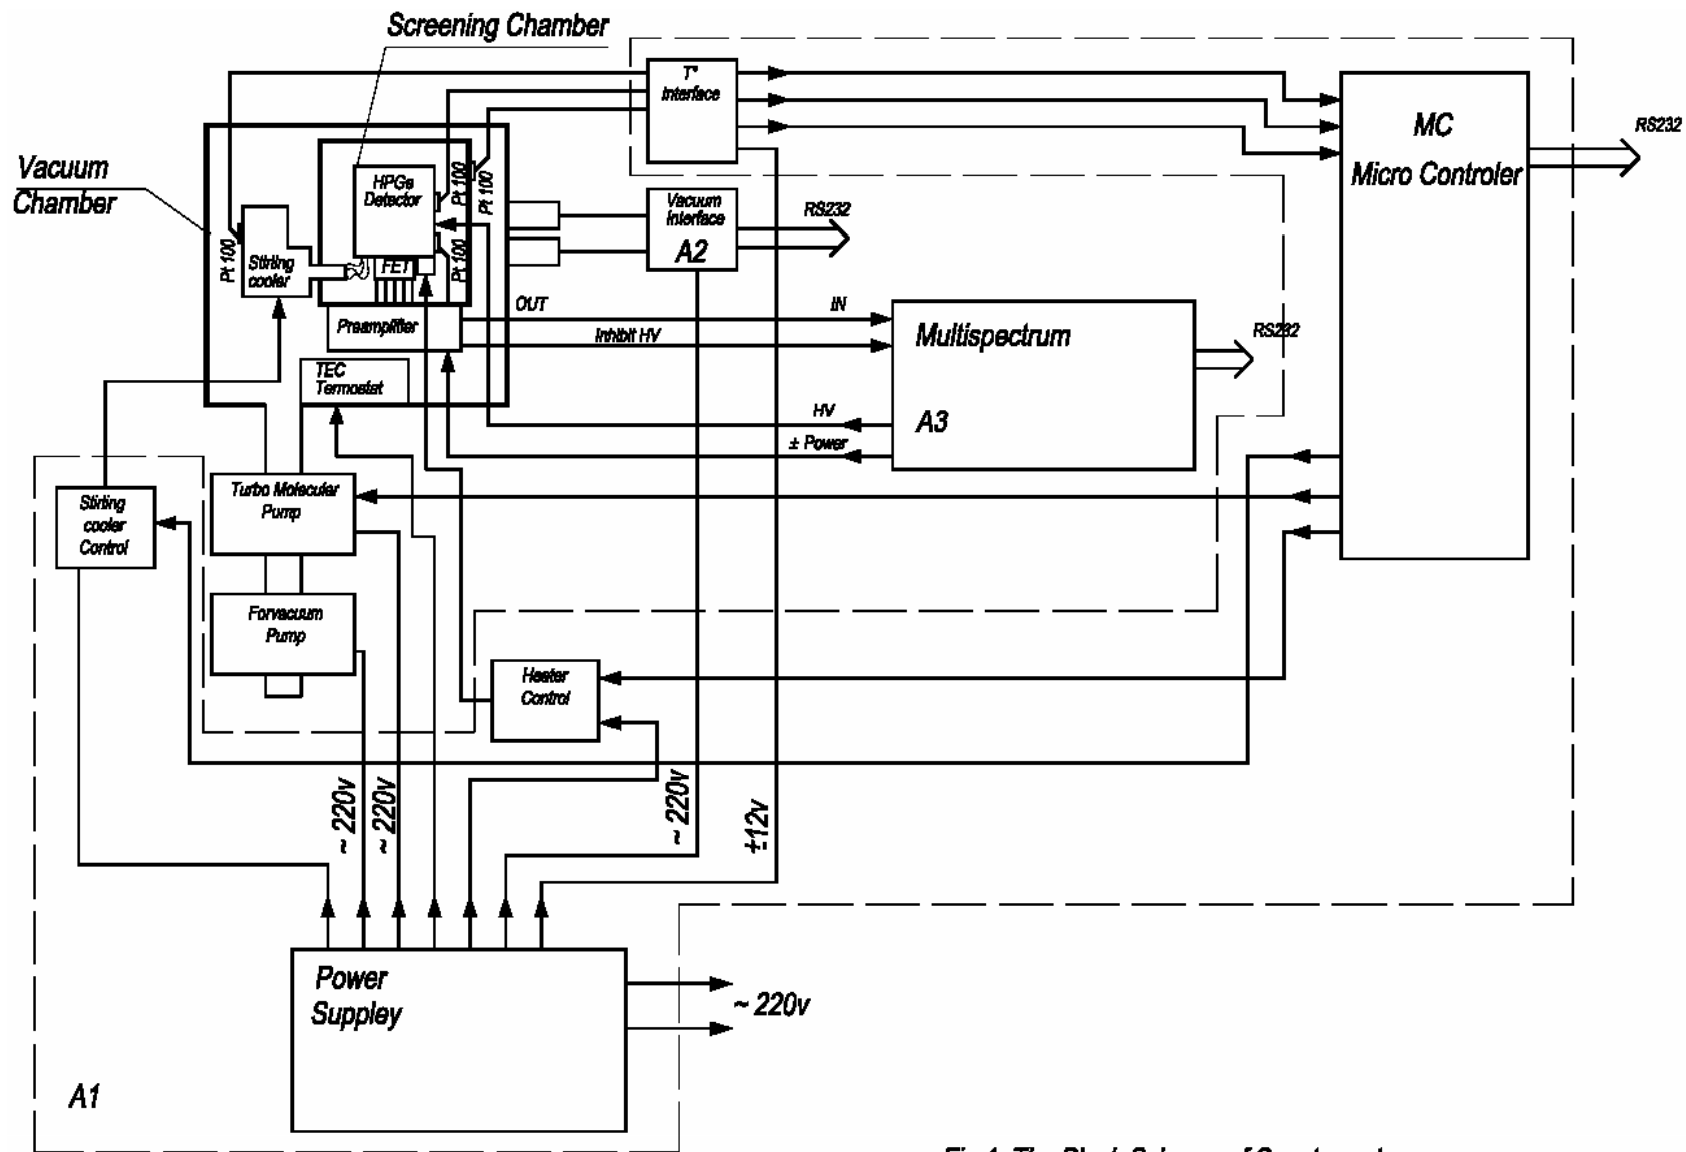 Screening Chamber
T°
Interface
MC
Micro Controler
RS232
Vacuum
Chamber
HPGe
Detector
Pt 100
Pt 100
Pt 100
Pt 100
Vacuum
Interface
A2
RS232
Stirling
cooler
FET
Preamplifier
OUT
IN
Inhibit HV
Multispectrum
A3
RS232
TEC
Termostat
HV
± Power
Stirling
cooler
Control
Turbo Molecular
Pump
Forvacuum
Pump
Heater
Control
~ 220v
~ 220v
~ 220v
±12v
Power
Suppley
~ 220v
A1